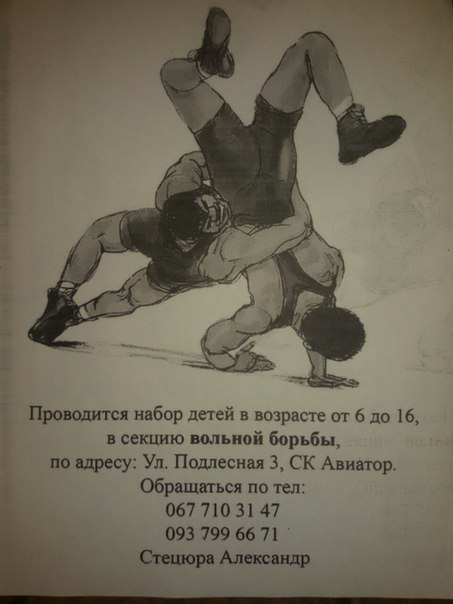 Проводится набор детей в возрасте от 6 до 16,
в секцию вольной борьбы,
по адресу: Ул. Подлесная 3, СК Авиатор.
Обращаться по тел:
067 710 31 47
093 799 66 71
Стецюра Александр